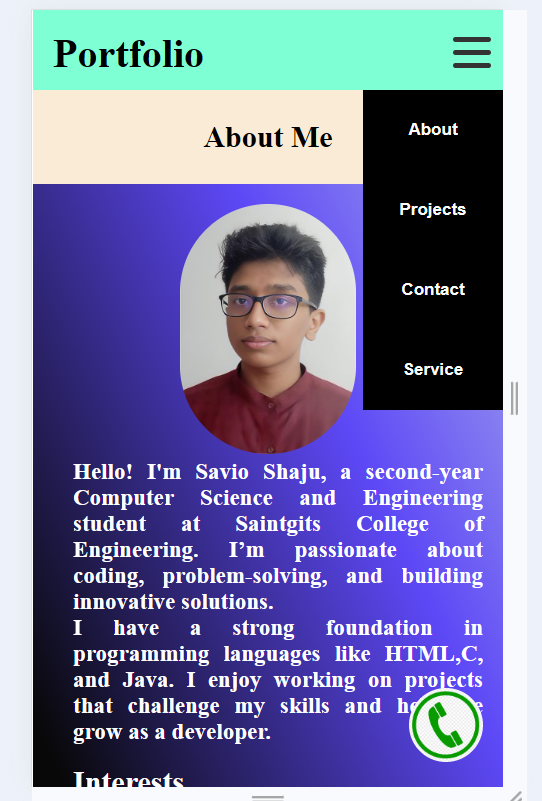 Portfolio
About Me
About
Projects
Contact
Service
Hello! I'm Savio Shaju, a second-year
Computer Science and Engineering
student at Saintgits College of
Engineering. I’m passionate about
coding, problem-solving, and building
innovative solutions.
I have a strong foundation in
programming languages like HTML,C,
and Java. I enjoy working on projects
that challenge my skills and
grow as a developer.
Interests